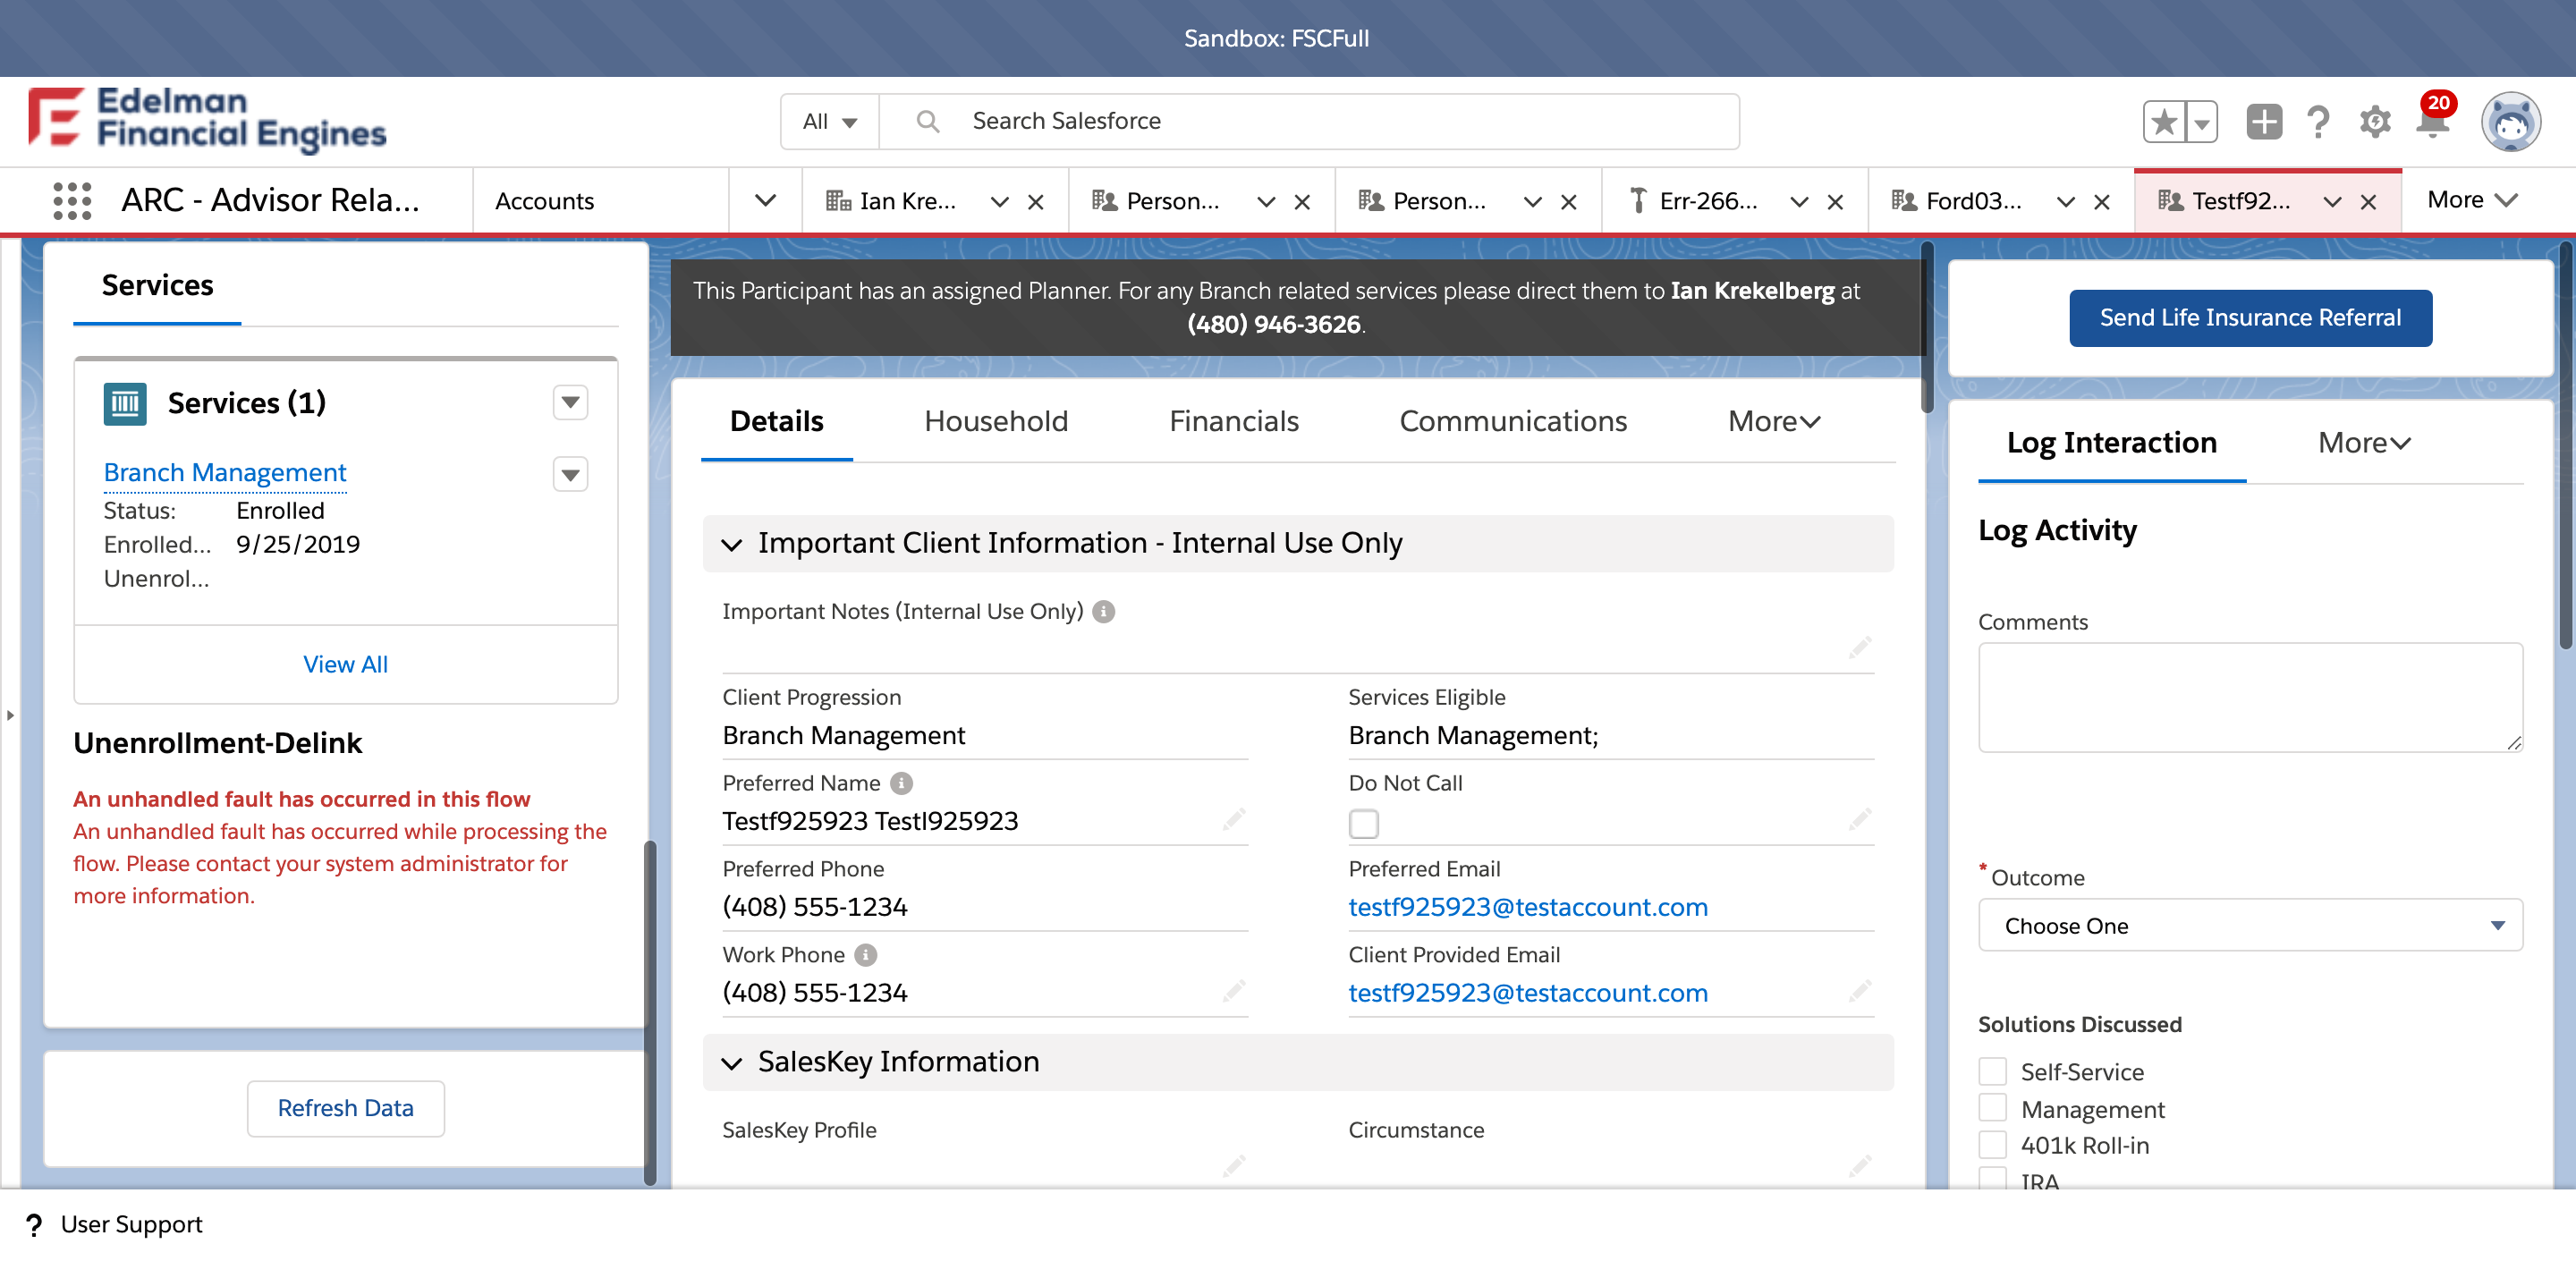 Sandbox: FSCFull
Edelman
Financial Engines
All
Search Salesforce
20
ARC - Advisor Rela...
Accounts
Ian Kre...
Person...
Person...
Err-266...
Ford03...
Testf92...
More
Services
Services (1)
Branch Management
Status: Enrolled
Enrolled... 9/25/2019
Unenrol...
View All
Unenrollment-Delink
An unhandled fault has occurred in this flow
An unhandled fault has occurred while processing the
flow. Please contact your system administrator for
more information.
Refresh Data
This Participant has an assigned Planner. For any Branch related services please direct them to Ian Krekelberg at
(480) 946-3626.
Details
Household
Financials
Communications
More
Important Client Information - Internal Use Only
Important Notes (Internal Use Only)
Client Progression
Branch Management
Services Eligible
Branch Management;
Preferred Name
Testf925923 Testl925923
Do Not Call
Preferred Phone
(408) 555-1234
Preferred Email
testf925923@testaccount.com
Work Phone
(408) 555-1234
Client Provided Email
testf925923@testaccount.com
SalesKey Information
SalesKey Profile
Circumstance
Send Life Insurance Referral
Log Interaction
More
Log Activity
Comments
* Outcome
Choose One
Solutions Discussed
Self-Service
Management
401k Roll-in
IRA
? User Support